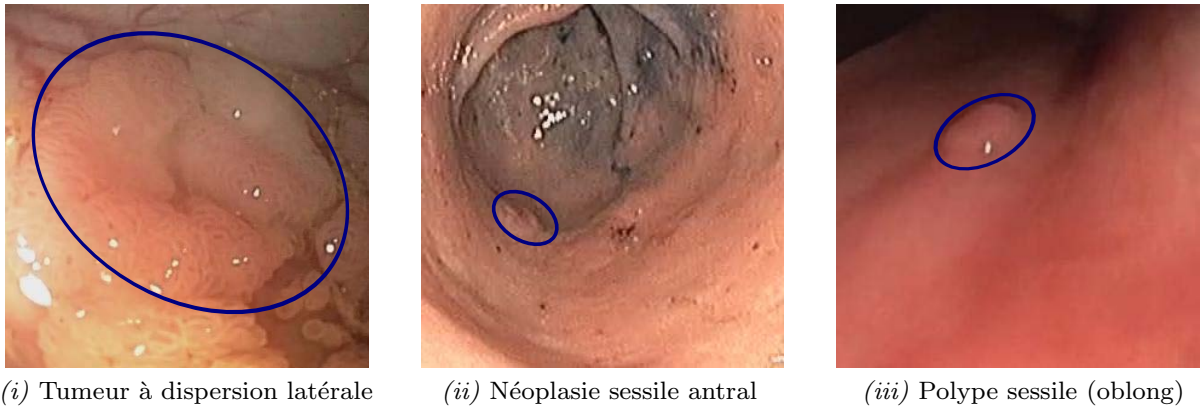 (i) Tumeur à dispersion latérale
(ii) Néoplasie sessile antral
(iii) Polype sessile (oblong)